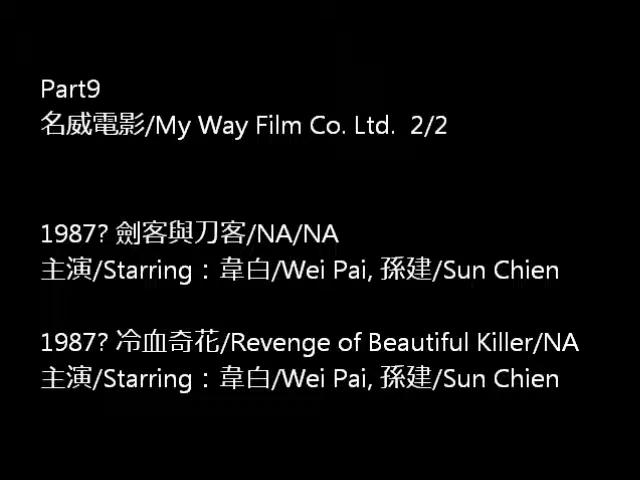 Part9
名威電影/My Way Film Co. Ltd.  2/2
1987? 劍客與刀客/NA/NA
主演/Starring：韋白/Wei Pai, 孫建/Sun Chien
1987? 冷血奇花/Revenge of Beautiful Killer/NA
主演/Starring：韋白/Wei Pai, 孫建/Sun Chien